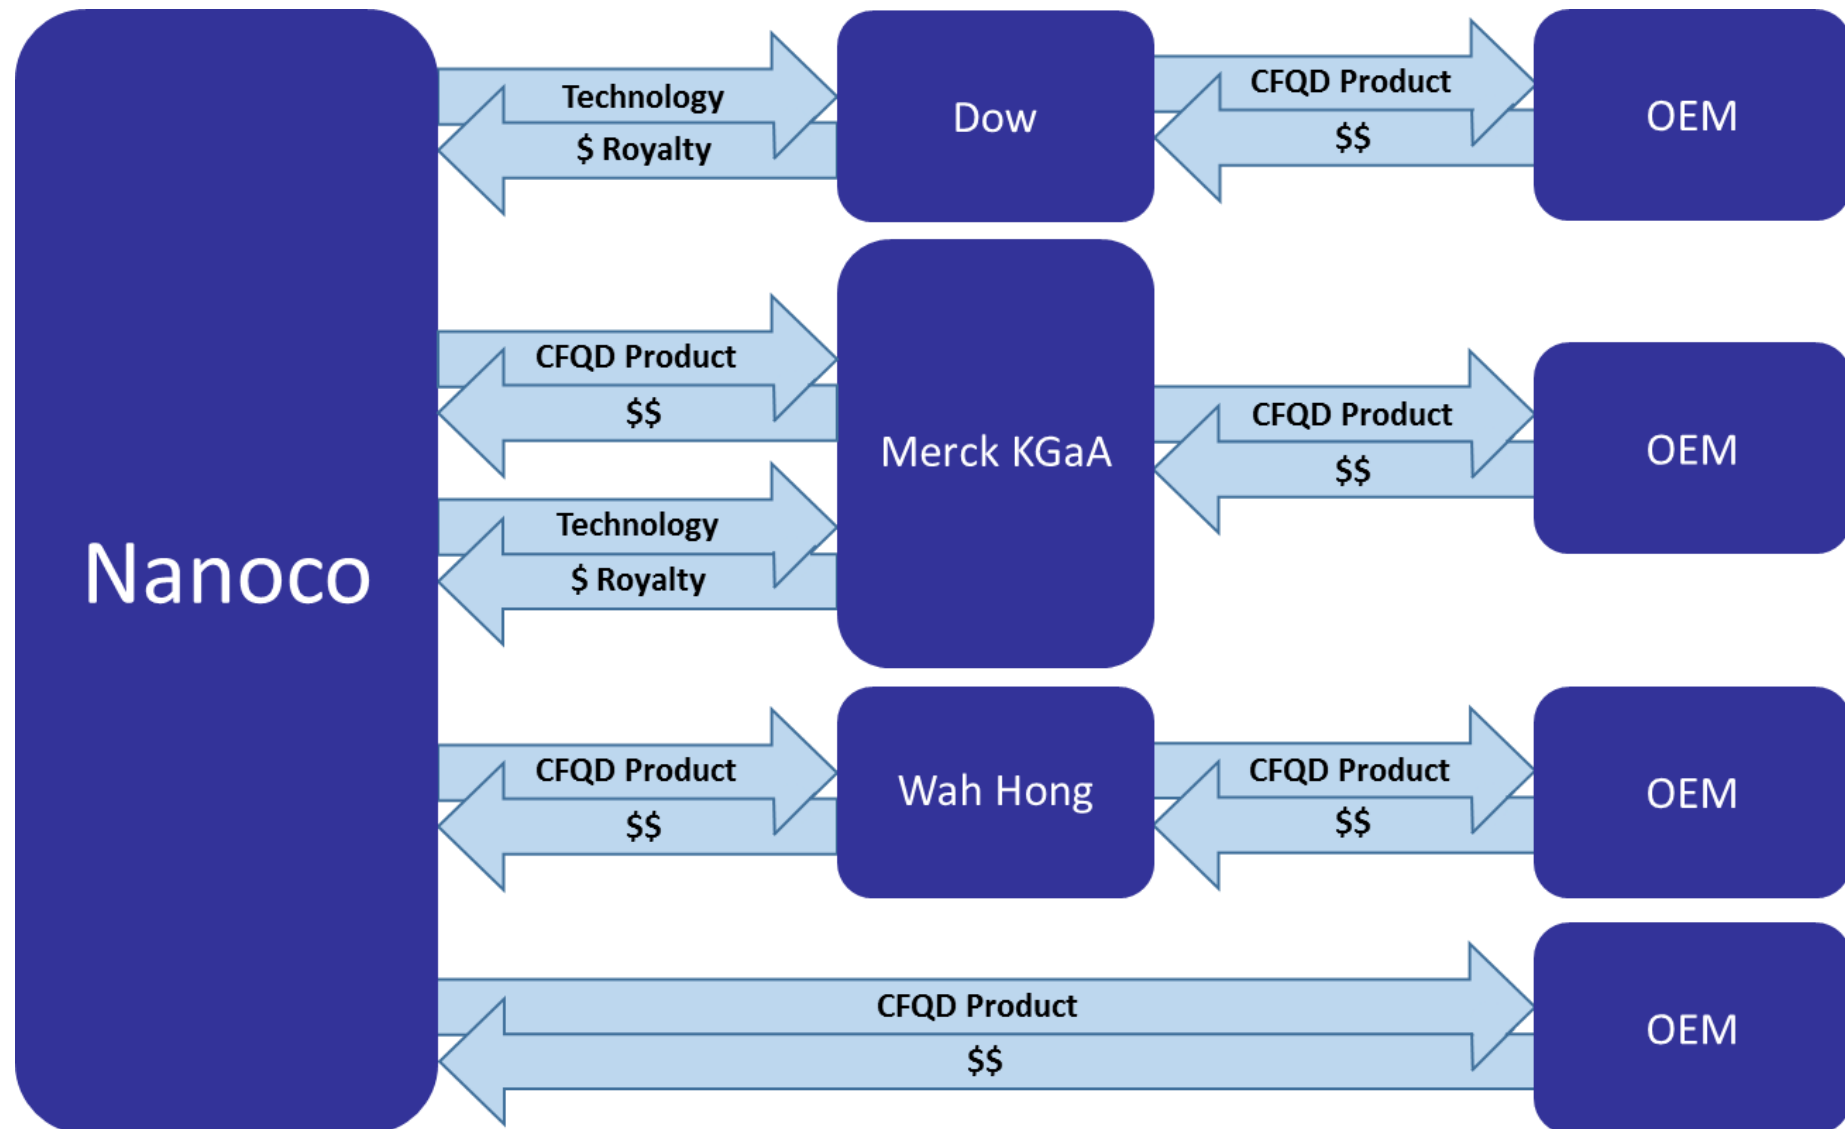 Nanoco
Technology
$ Royalty
Dow
CFQD Product
$$
OEM
CFQD Product
$$
Technology
$ Royalty
Merck KGaA
CFQD Product
$$
OEM
CFQD Product
$$
Wah Hong
CFQD Product
$$
OEM
CFQD Product
$$
OEM